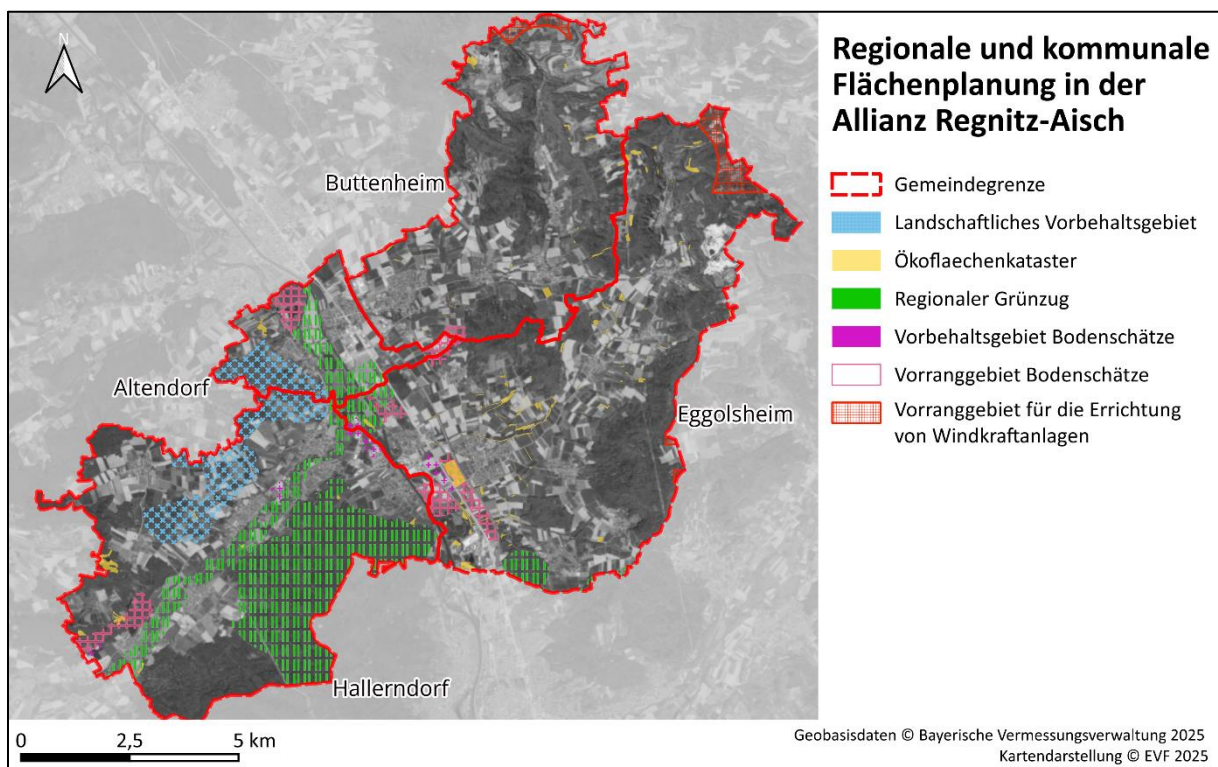 Regionale und kommunale
Flächenplanung in der
Allianz Regnitz-Aisch
N
Gemeindegrenze
Landschaftliches Vorbehaltsgebiet
Ökoflaechenkataster
Regionaler Grünzug
Vorbehaltsgebiet Bodenschätze
Vorranggebiet Bodenschätze
Vorranggebiet für die Errichtung
von Windkraftanlagen
Buttenheim
Altendorf
Eggolsheim
Hallerndorf
0 2,5 5 km
Geobasisdaten © Bayerische Vermessungsverwaltung 2025
Kartendarstellung © EVF 2025